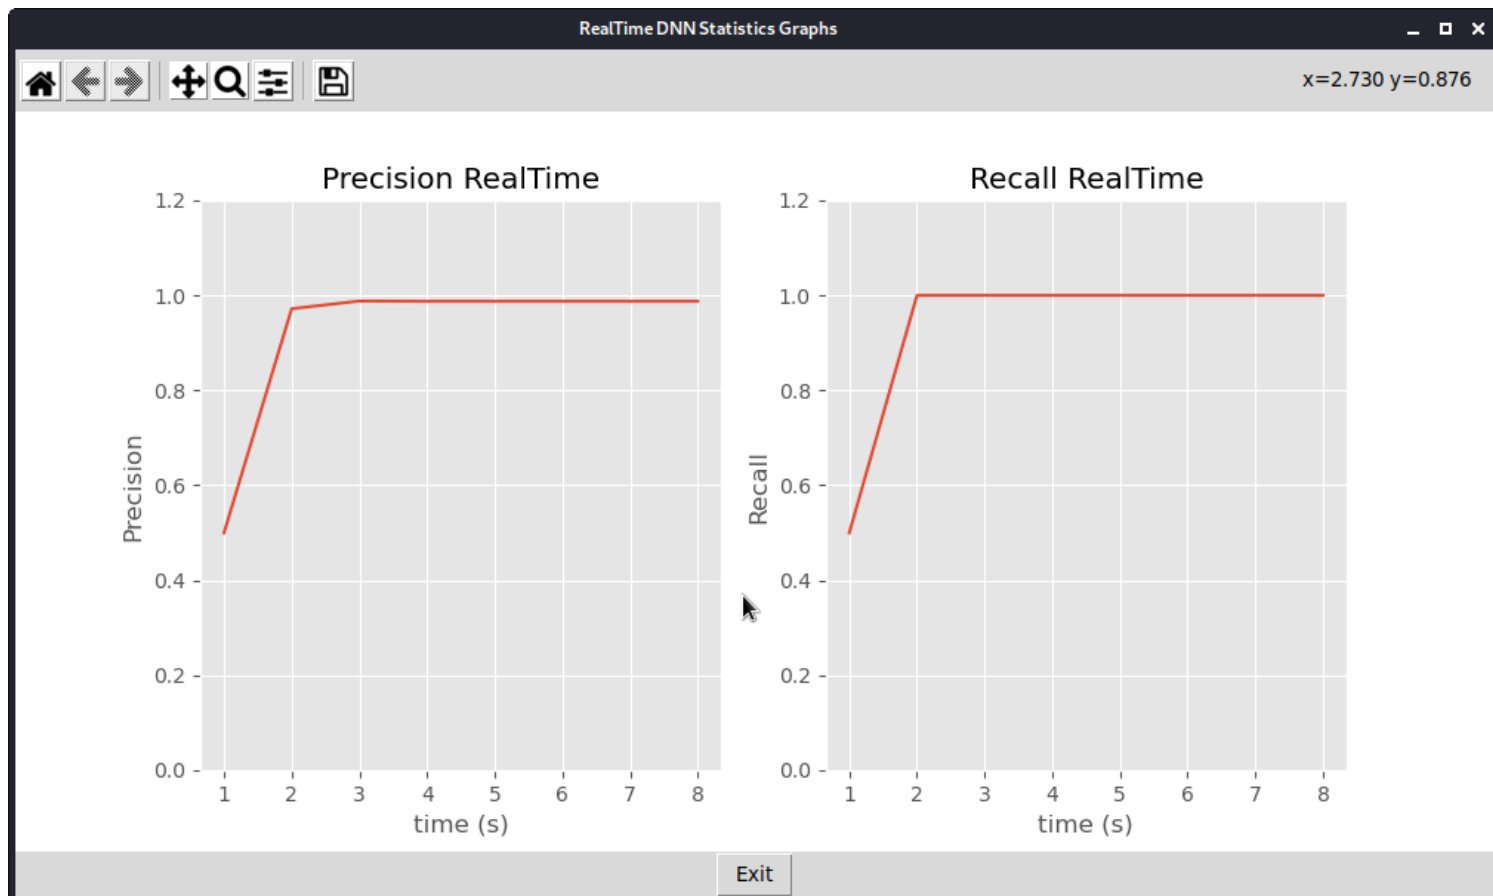 RealTime DNN Statistics Graphs
x=2.730 y=0.876
Precision RealTime
1.2
1.0
0.8
0.6
0.4
0.2
0.0
Precision
1 2 3 4 5 6 7 8
time (s)
Recall RealTime
1.2
1.0
0.8
0.6
0.4
0.2
0.0
Recall
1 2 3 4 5 6 7 8
time (s)
Exit